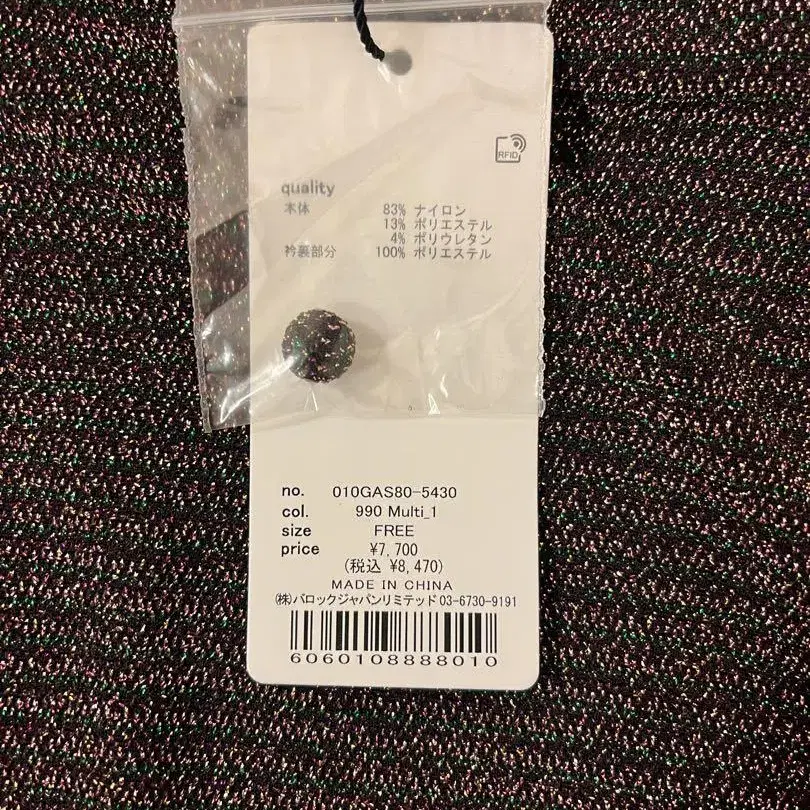 RFID
quality
本体 83% ナイロン
13% ポリエステル
4% ポリウレタン
衿裏部分 100% ポリエステル
no. 010GAS80-5430
col. 990 Multi_1
size FREE
price ¥7,700
(税込 ¥8,470)
MADE IN CHINA
(株)バロックジャパンリミテッド 03-6730-9191
6060108888010